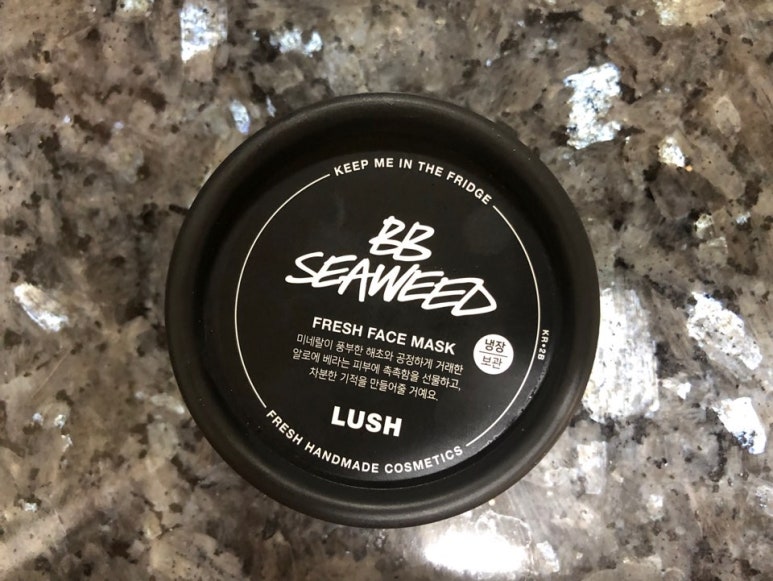 KEEP ME IN THE FRIDGE
BB
SEAWEED
FRESH FACE MASK
미네랄이 풍부한 해초와 공정하게 거래한
알로에 베라는 피부에 촉촉함을 선물하고,
차분한 기적을 만들어줄 거예요.
냉장
보관
KR•2B
LUSH
FRESH HANDMADE COSMETICS